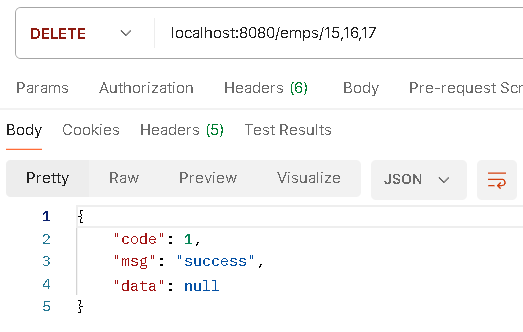 DELETE localhost:8080/emps/15,16,17
Params Authorization Headers (6) Body Pre-request Scr
Body Cookies Headers (5) Test Results
Pretty Raw Preview Visualize JSON
1 {
2 "code": 1,
3 "msg": "success",
4 "data": null
5 }